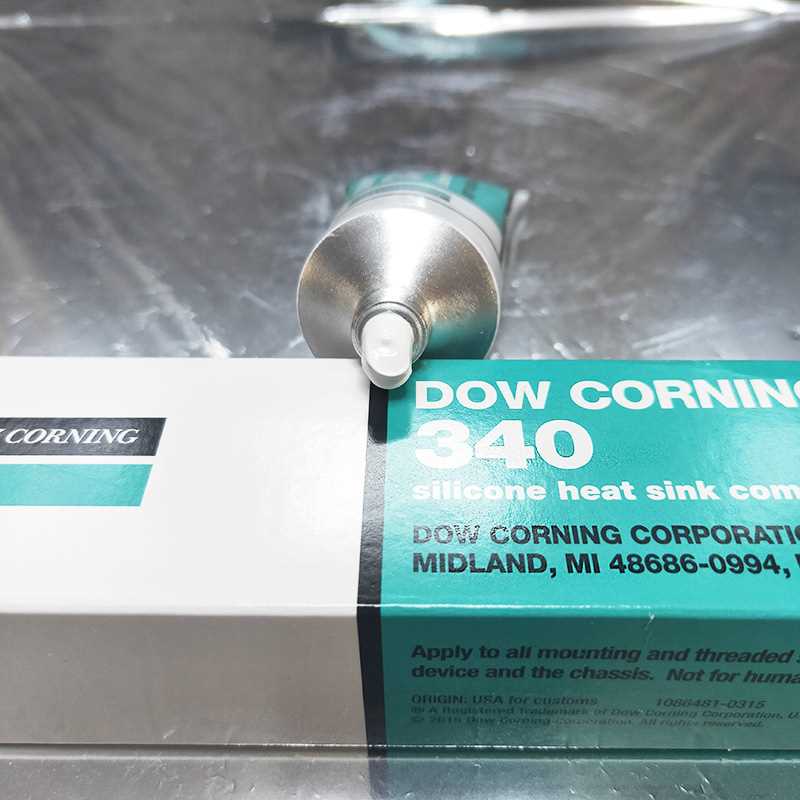 CORNING
DOW CORNING
340
silicone heat sink com
DOW CORNING CORPORATIO
MIDLAND, MI 48686-0994,
Apply to all mounting and threaded
device and the chassis. Not for huma
ORIGIN: USA for customs 1086481-0315
® A Registered Trademark of Dow Corning Corporation, U
© 2015 Dow Corning Corporation. All rights reserved.